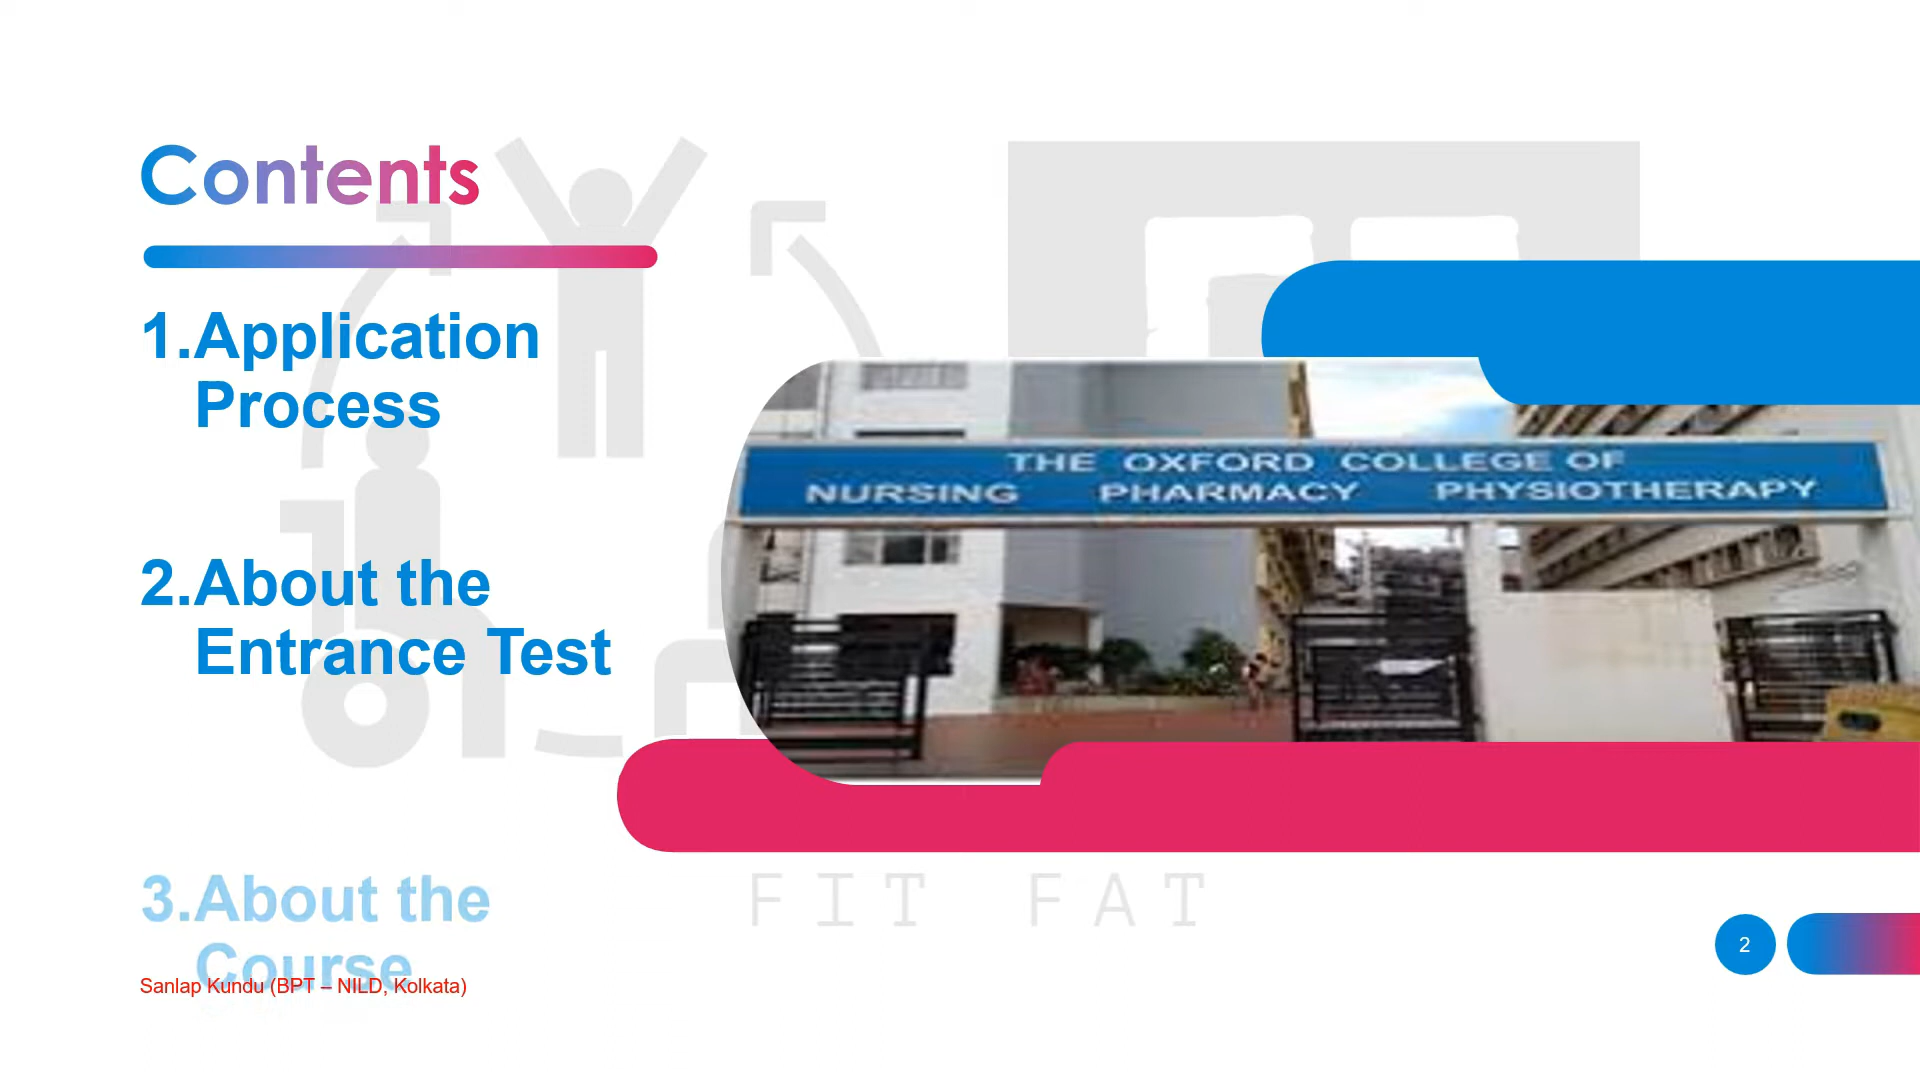 Contents
1.Application
Process
2.About the
Entrance Test
3.About the
Course
Sanlap Kundu (BPT – NILD, Kolkata)
THE OXFORD COLLEGE OF
NURSING PHARMACY PHYSIOTHERAPY
FIT FAT
2